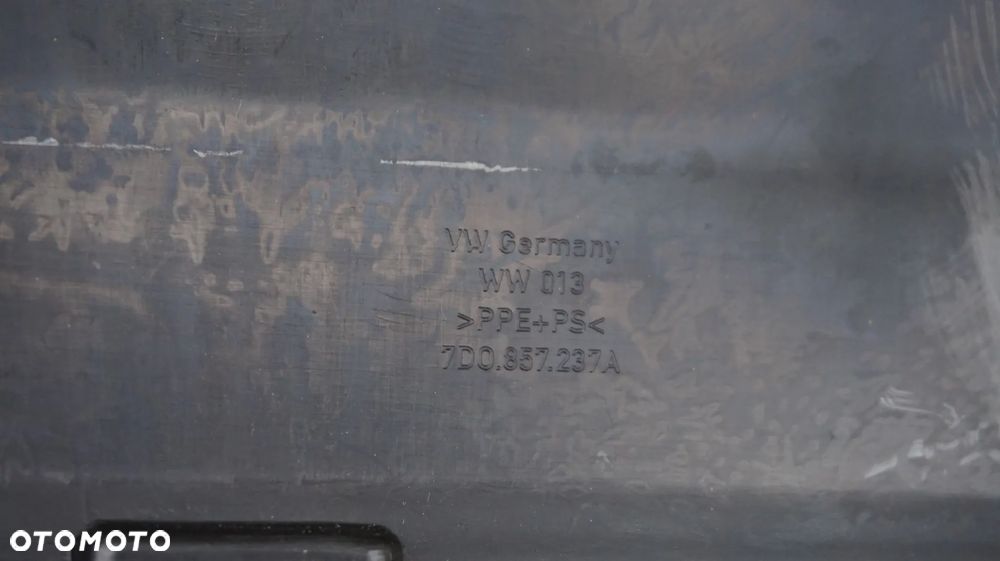 VW Germany
WW 013
>PPE+PS<
7D0.857.237A
OTOMOTO